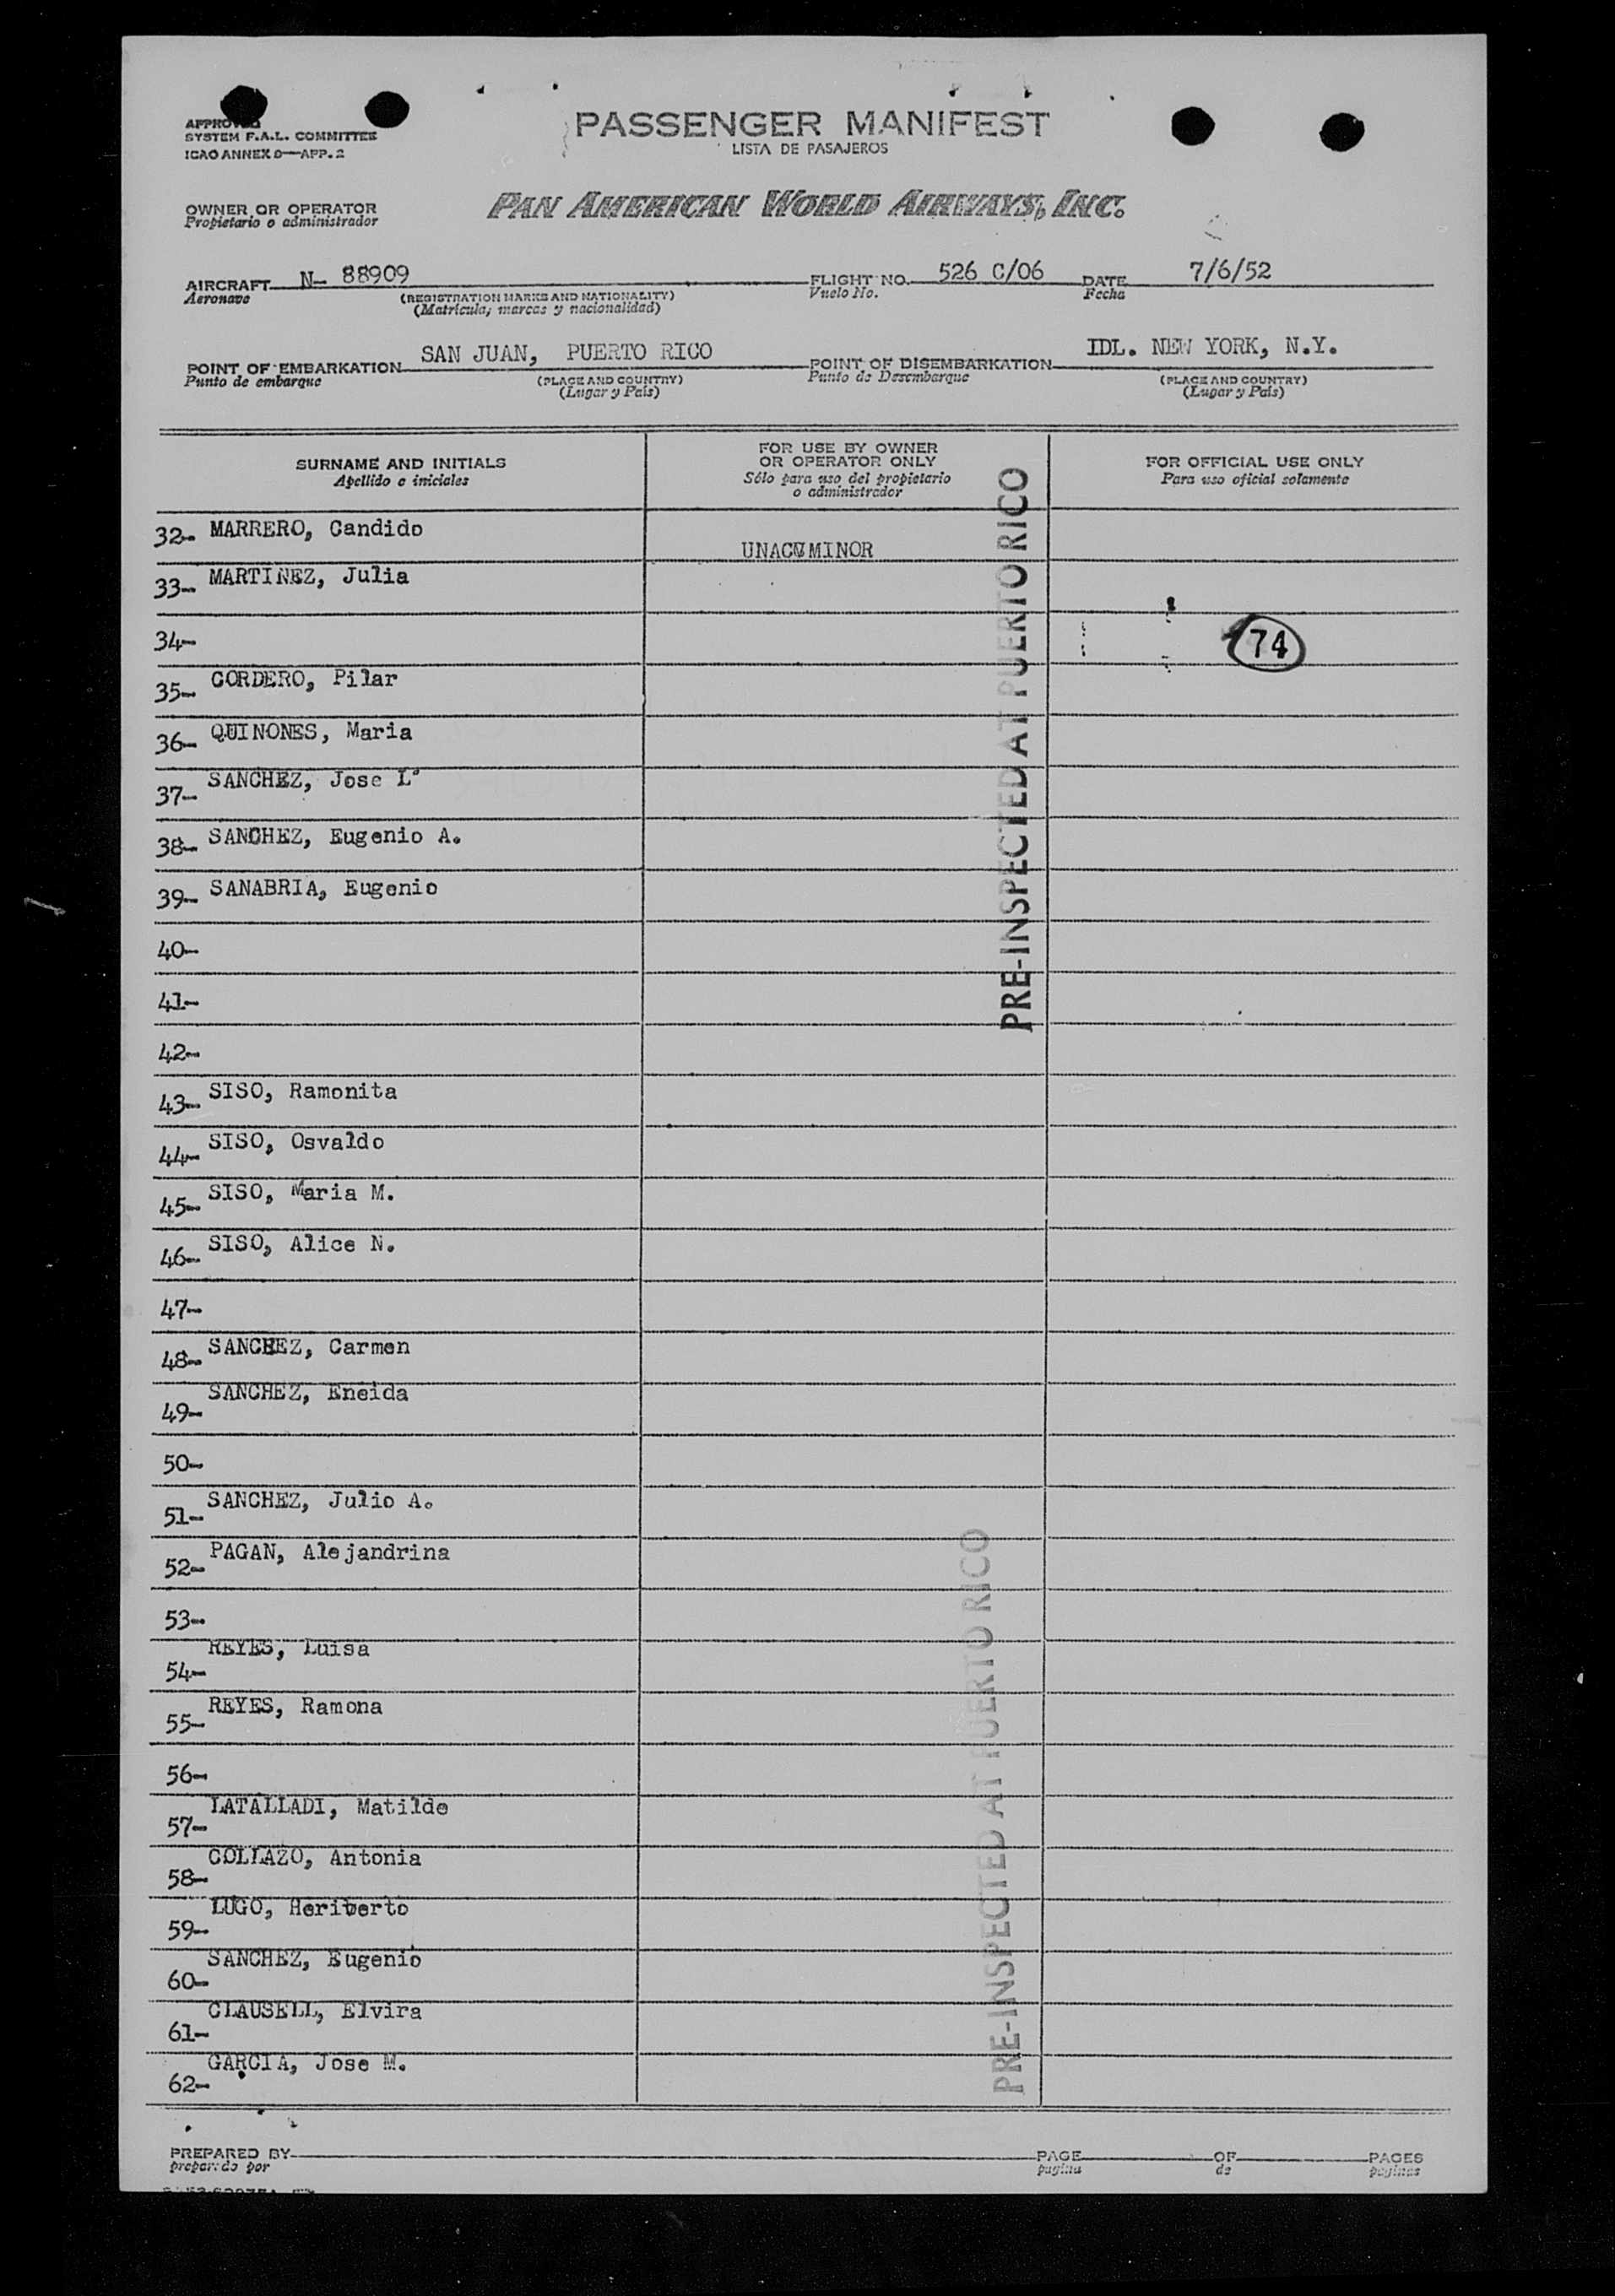 APPROVED
SYSTEM F.A.L. COMMITTEE
ICAO ANNEX 9—APP. 2
PASSENGER MANIFEST
LISTA DE PASAJEROS
OWNER OR OPERATOR
Propietario o administrador
PAN AMERICAN WORLD AIRWAYS, INC.
AIRCRAFT N- 88909 FLIGHT NO. 526 C/06 DATE 7/6/52
Aeronave (REGISTRATION MARKS AND NATIONALITY) Vuelo No. Fecha
(Matrícula, marcas y nacionalidad)
POINT OF EMBARKATION SAN JUAN, PUERTO RICO POINT OF DISEMBARKATION IDL. NEW YORK, N.Y.
Punto de embarque (PLACE AND COUNTRY) Punto de Desembarque (PLACE AND COUNTRY)
(Lugar y País) (Lugar y País)
SURNAME AND INITIALS
Apellido e iniciales
FOR USE BY OWNER
OR OPERATOR ONLY
Sólo para uso del propietario
o administrador
FOR OFFICIAL USE ONLY
Para uso oficial solamente
32- MARRERO, Candido
UNAC MINOR
33- MARTINEZ, Julia
34-
74
35- CORDERO, Pilar
36- QUINONES, Maria
37- SANCHEZ, Jose L
38- SANCHEZ, Eugenio A.
39- SANABRIA, Eugenio
40-
41-
42-
43- SISO, Ramonita
44- SISO, Osvaldo
45- SISO, Maria M.
46- SISO, Alice N.
47-
48- SANCHEZ, Carmen
49- SANCHEZ, Eneida
50-
51- SANCHEZ, Julio A.
52- PAGAN, Alejandrina
53-
54- REYES, Luisa
55- REYES, Ramona
56-
57- LATALLADI, Matilde
58- COLLAZO, Antonia
59- LUGO, Heriberto
60- SANCHEZ, Eugenio
61- CLAUSELL, Elvira
62- GARCIA, Jose M.
PRE-INSPECTED AT PUERTO RICO
PRE-INSPECTED AT PUERTO RICO
PREPARED BY PAGE OF PAGES
preparado por pagina de paginas